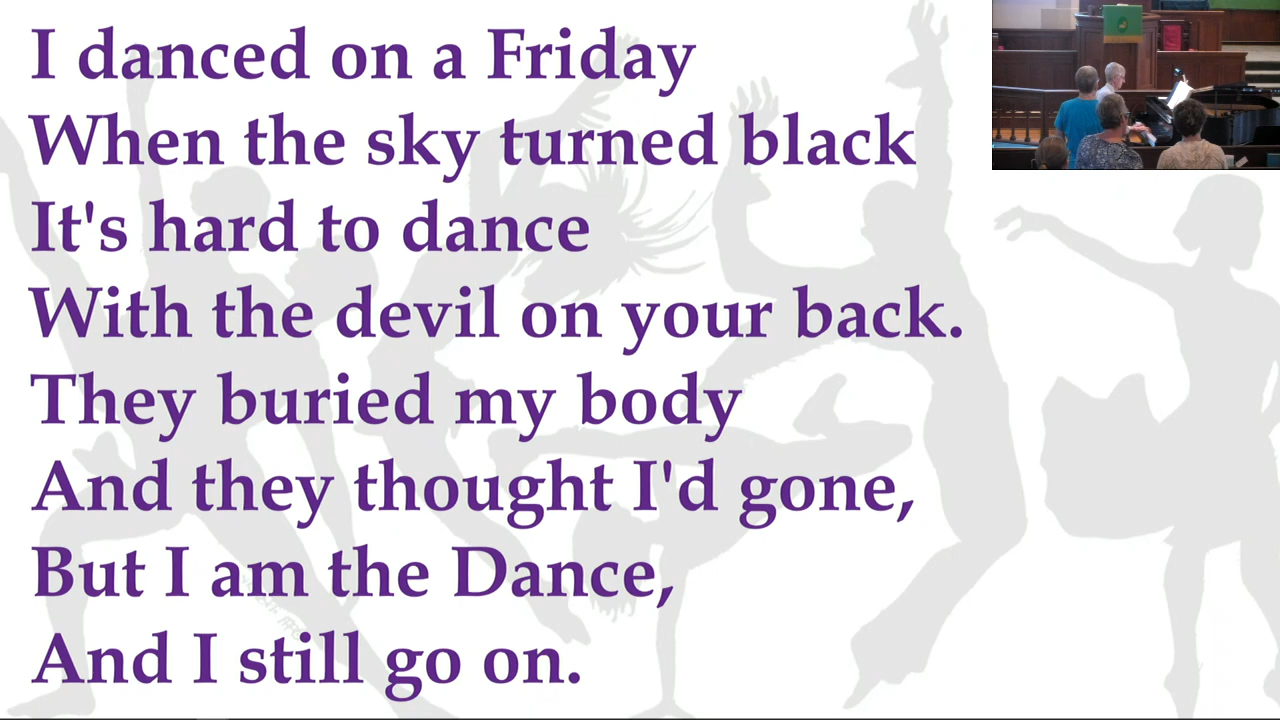 I danced on a Friday
When the sky turned black
It's hard to dance
With the devil on your back.
They buried my body
And they thought I'd gone,
But I am the Dance,
And I still go on.